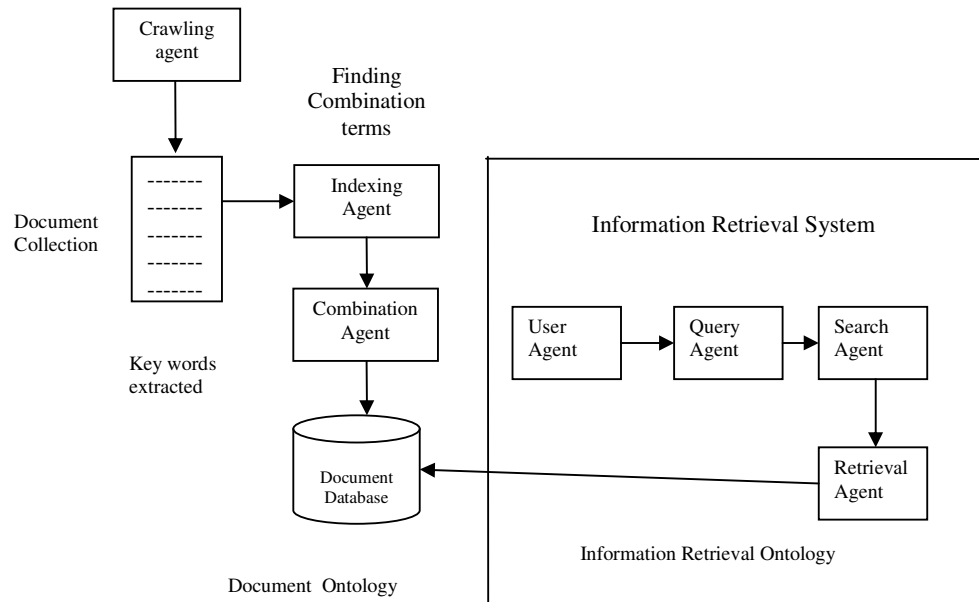 Crawling
agent
Finding
Combination
terms
Document
Collection
Indexing
Agent
Combination
Agent
Key words
extracted
Document
Database
Document Ontology
Information Retrieval System
User
Agent
Query
Agent
Search
Agent
Retrieval
Agent
Information Retrieval Ontology